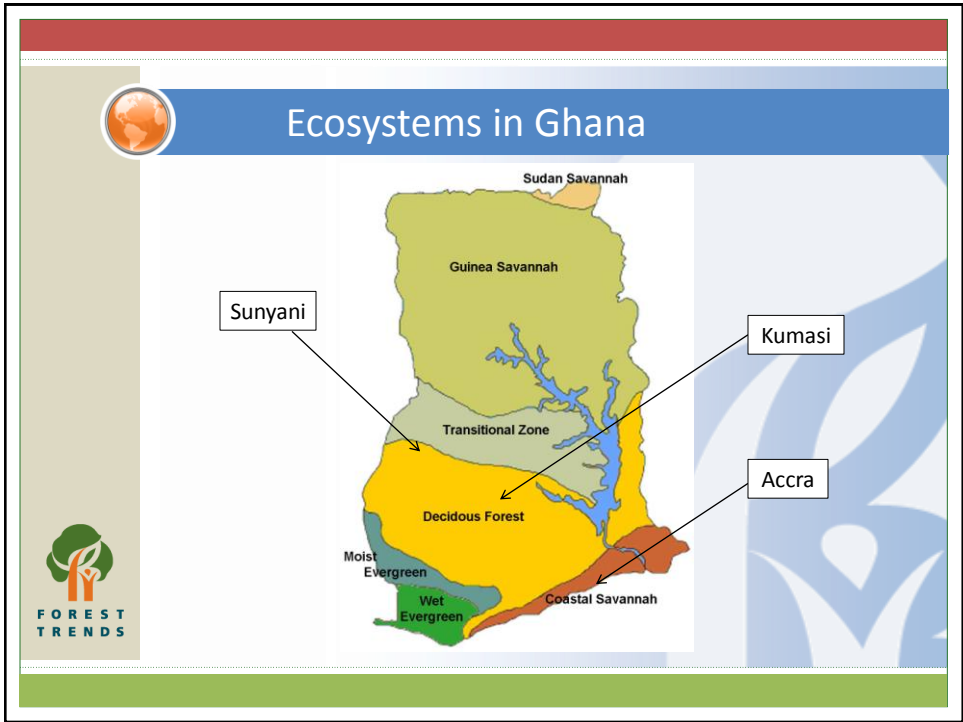 Ecosystems in Ghana
Sudan Savannah
Guinea Savannah
Sunyani
Kumasi
Transitional Zone
Accra
Decidous Forest
Moist
Evergreen
Wet
Evergreen
Coastal Savannah
FOREST
TRENDS